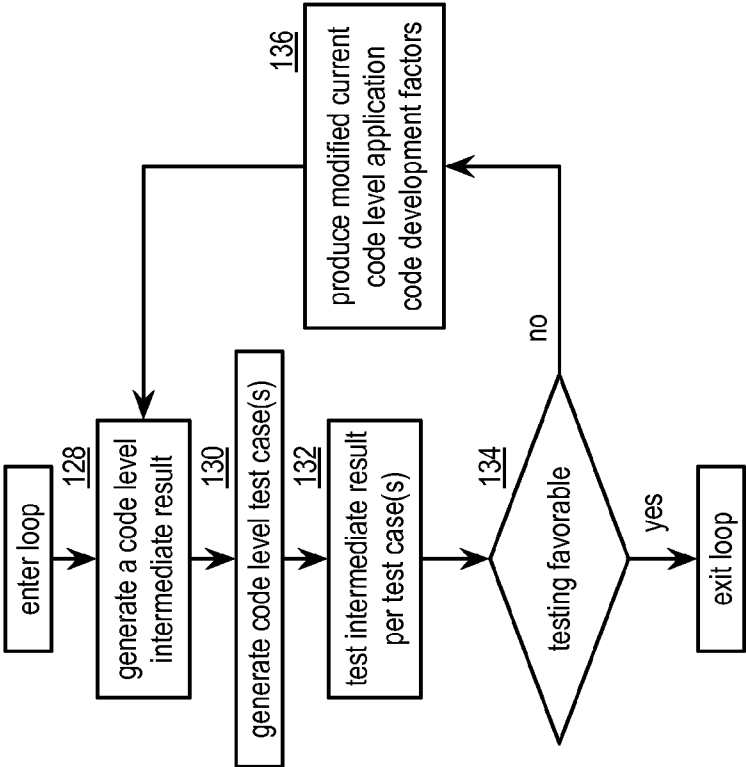 enter loop
128
generate a code level
intermediate result
130
generate code level test case(s)
132
test intermediate result
per test case(s)
134
testing favorable
no
yes
exit loop
136
produce modified current
code level application
code development factors